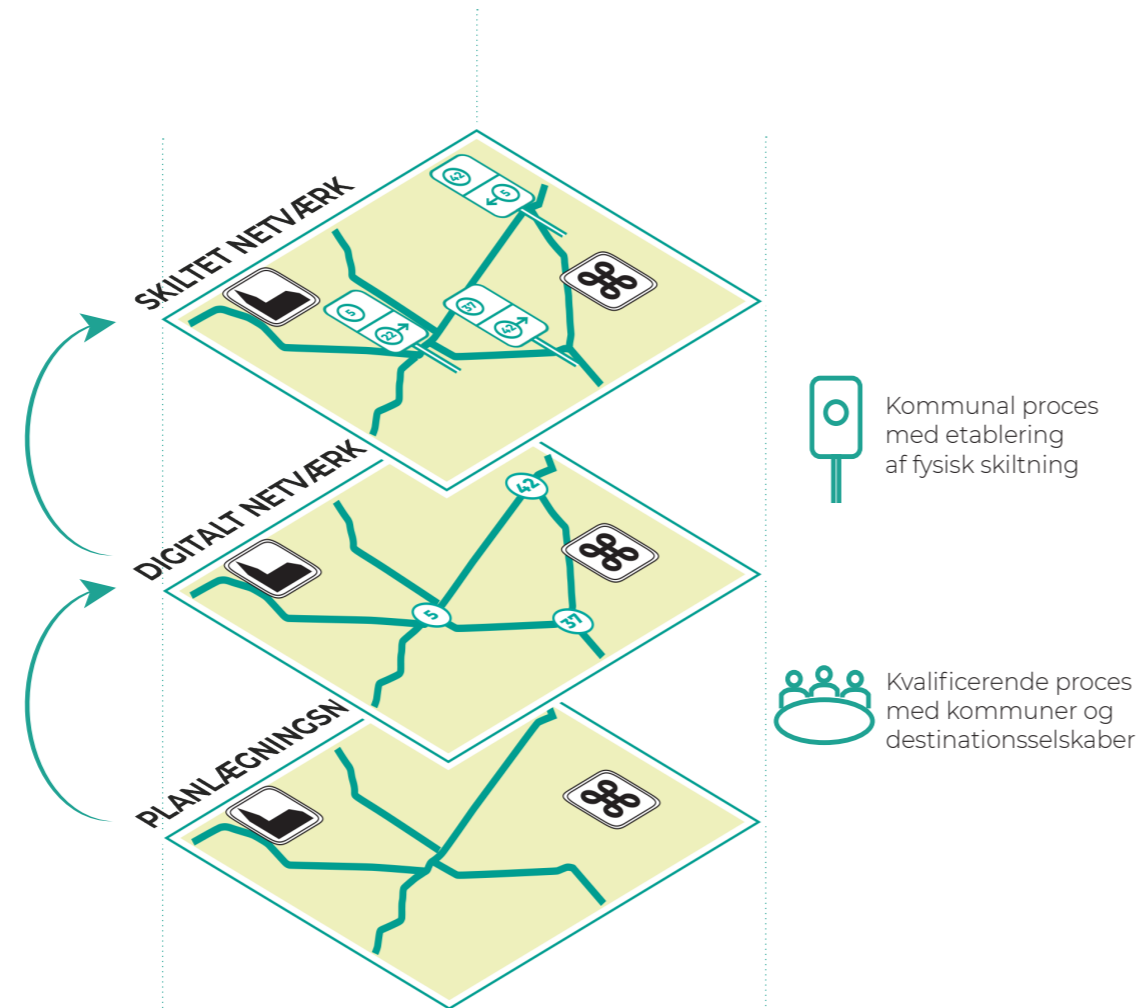 SKILTET NETVÆRK
42
5
5
22
37
42
Kommunal proces
med etablering
af fysisk skiltning
DIGITALT NETVÆRK
42
5
37
Kvalificerende proces
med kommuner og
destinationsselskaber
PLANLÆGNINGSN